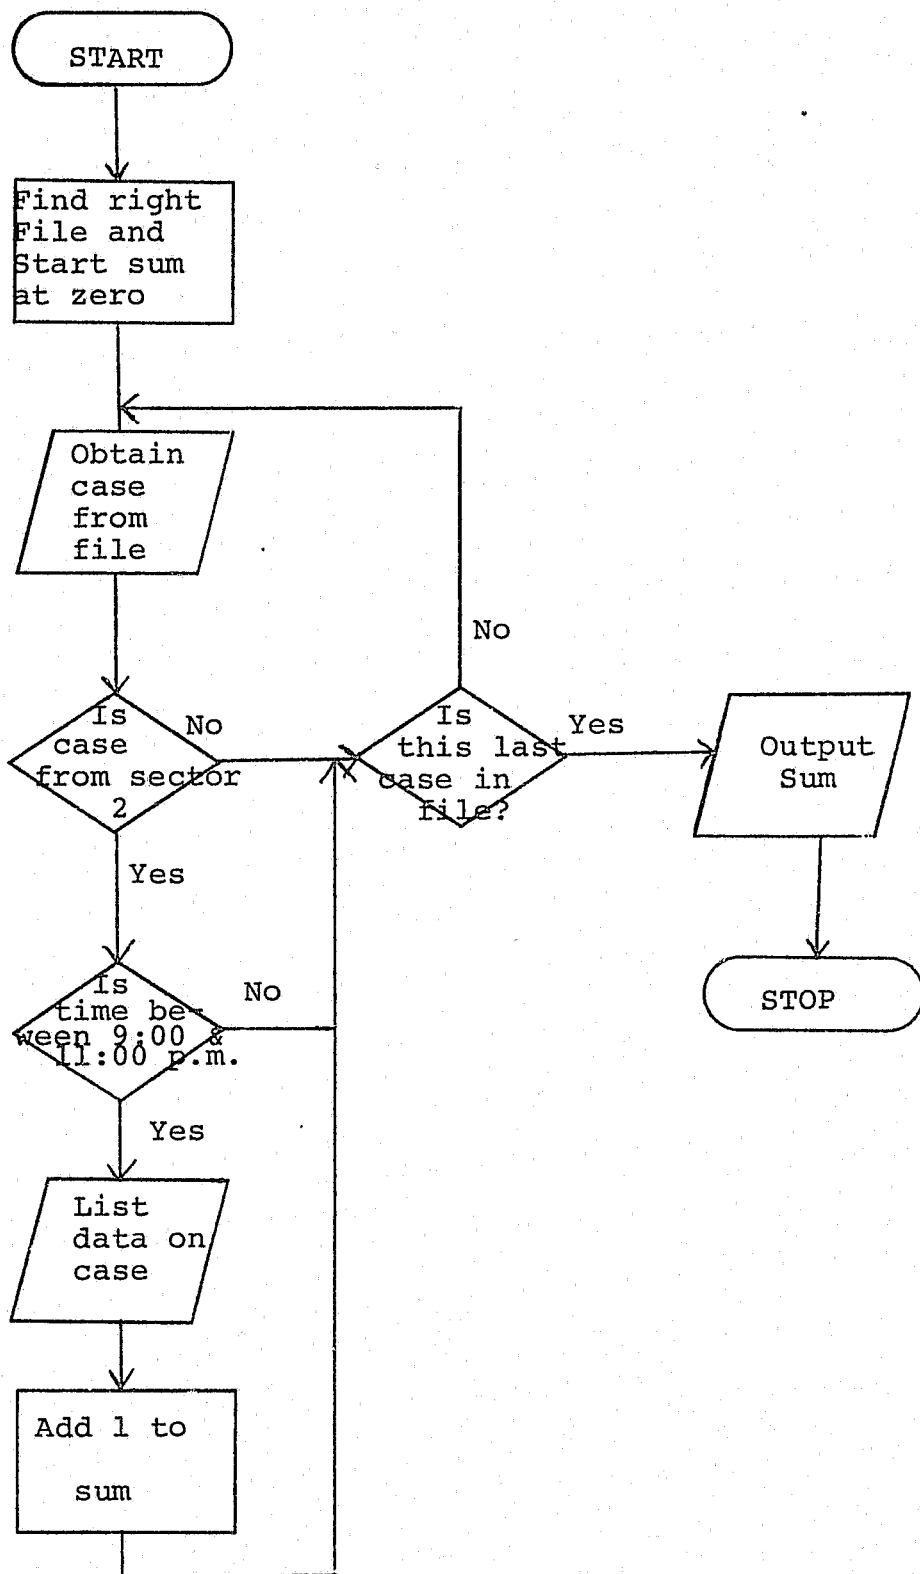 START
Find right
File and
Start sum
at zero
Obtain
case
from
file
No
Is
case
from sector
2
No
Is
this last
case in
file?
Yes
Output
Sum
Yes
STOP
Is
time be-
ween 9:00 &
11:00 p.m.
No
Yes
List
data on
case
Add 1 to
sum